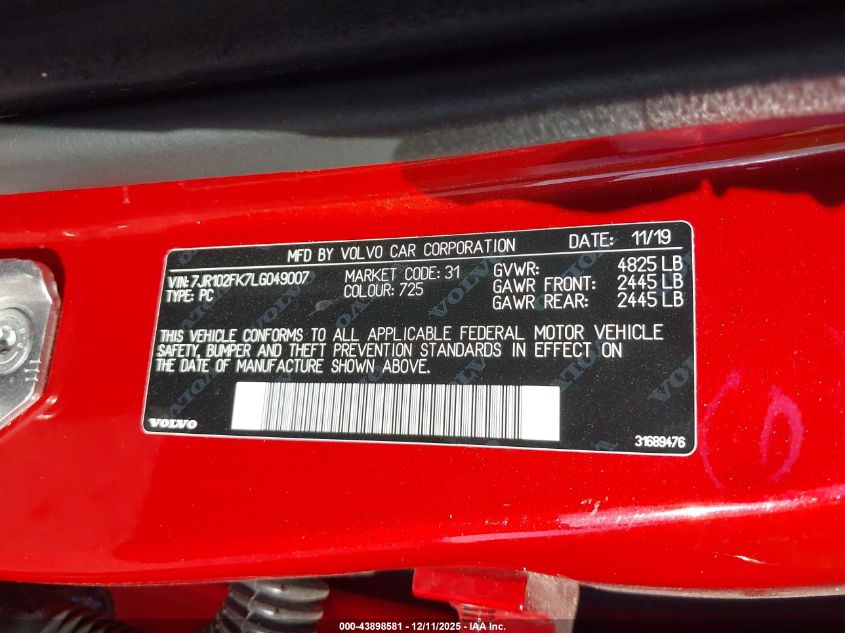 MFD BY VOLVO CAR CORPORATION DATE: 11/19
VIN: 7JR102FK7LG049007 MARKET CODE: 31 GVWR: 4825 LB
TYPE: PC COLOUR: 725 GAWR FRONT: 2445 LB
GAWR REAR: 2445 LB
THIS VEHICLE CONFORMS TO ALL APPLICABLE FEDERAL MOTOR VEHICLE
SAFETY, BUMPER AND THEFT PREVENTION STANDARDS IN EFFECT ON
THE DATE OF MANUFACTURE SHOWN ABOVE.
VOLVO 31689476
000-43898581 - 12/11/2025 - IAA Inc.